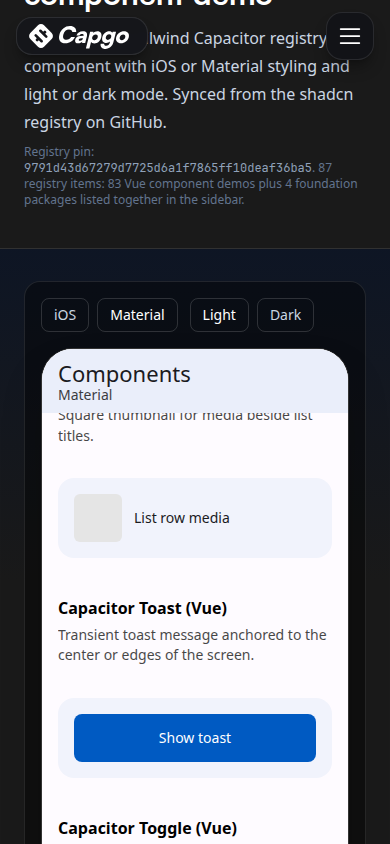 component demo
Capgo
lwind Capacitor registry
component with iOS or Material styling and
light or dark mode. Synced from the shadcn
registry on GitHub.
Registry pin:
9791d43d67279d7725d6a1f7865ff10deaf36ba5. 87
registry items: 83 Vue component demos plus 4 foundation
packages listed together in the sidebar.
iOS
Material
Light
Dark
Components
Material
Square thumbnail for media beside list
titles.
List row media
Capacitor Toast (Vue)
Transient toast message anchored to the
center or edges of the screen.
Show toast
Capacitor Toggle (Vue)